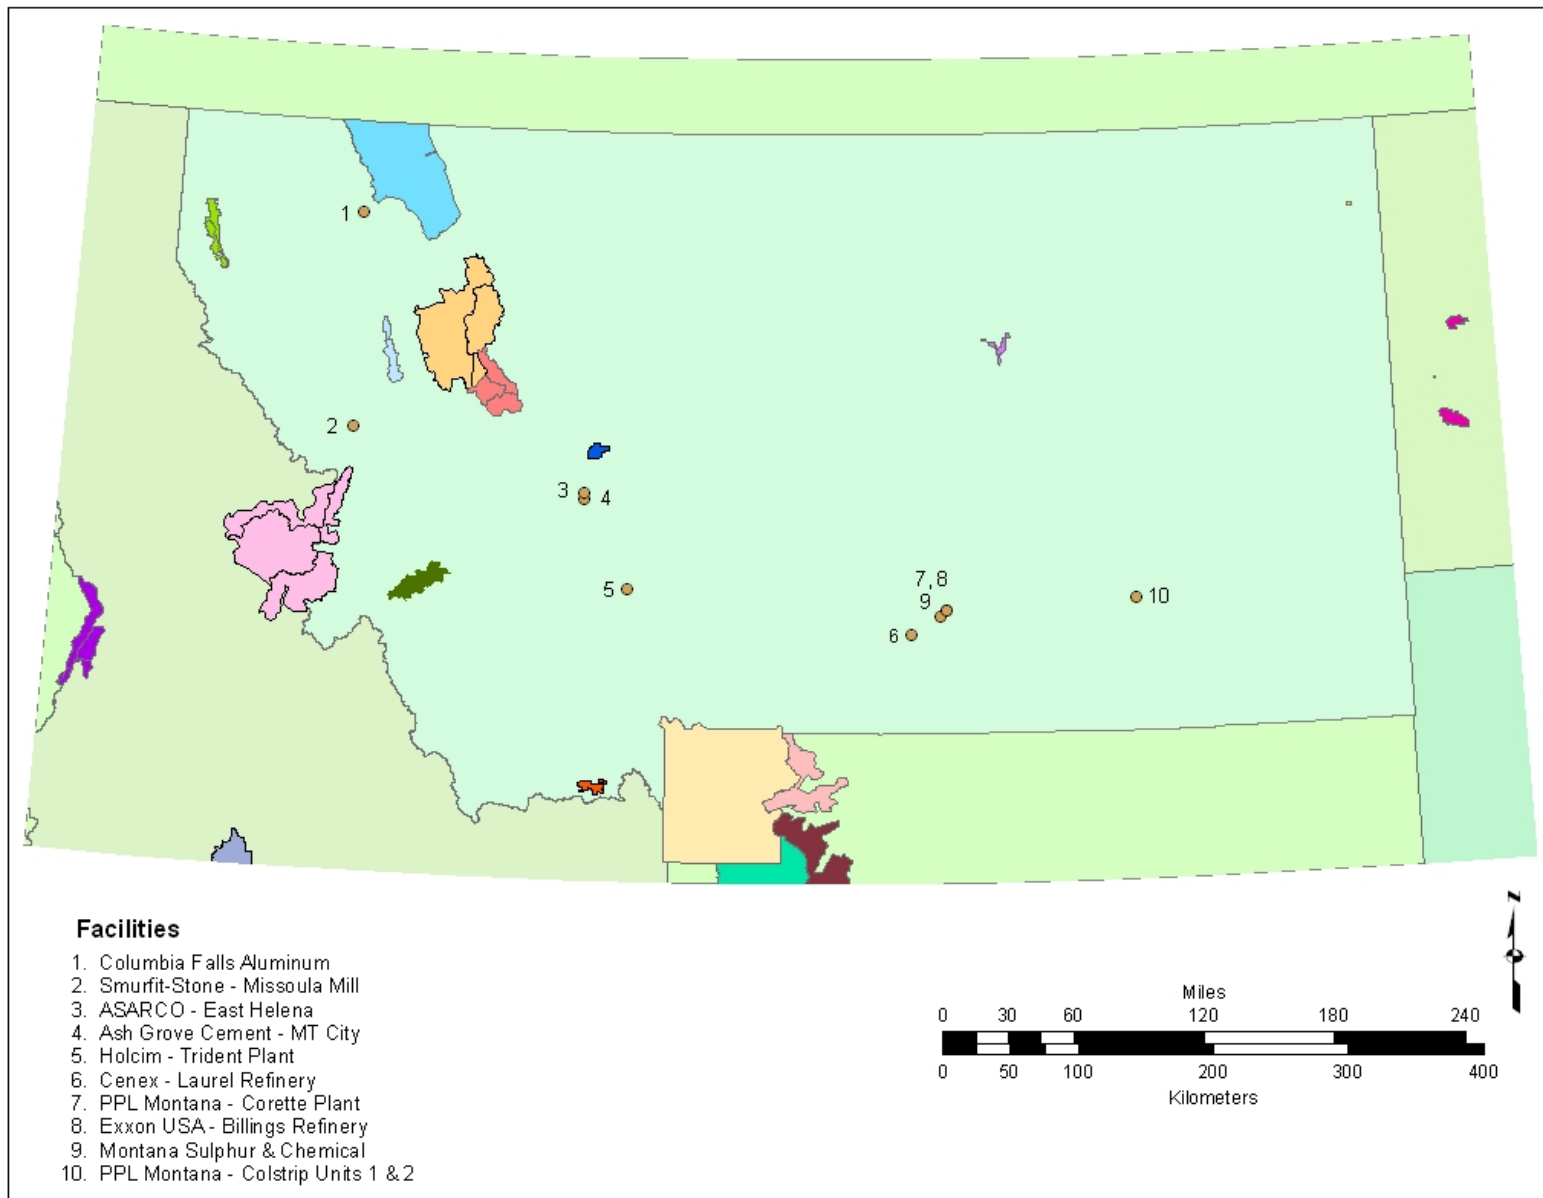 1
2
3
4
5
7,8
9
10
6
N
Facilities
1. Columbia Falls Aluminum
2. Smurfit-Stone - Missoula Mill
3. ASARCO - East Helena
4. Ash Grove Cement - MT City
5. Holcim - Trident Plant
6. Cenex - Laurel Refinery
7. PPL Montana - Corette Plant
8. Exxon USA - Billings Refinery
9. Montana Sulphur & Chemical
10. PPL Montana - Colstrip Units 1 & 2
Miles
0 30 60 120 180 240
0 50 100 200 300 400
Kilometers